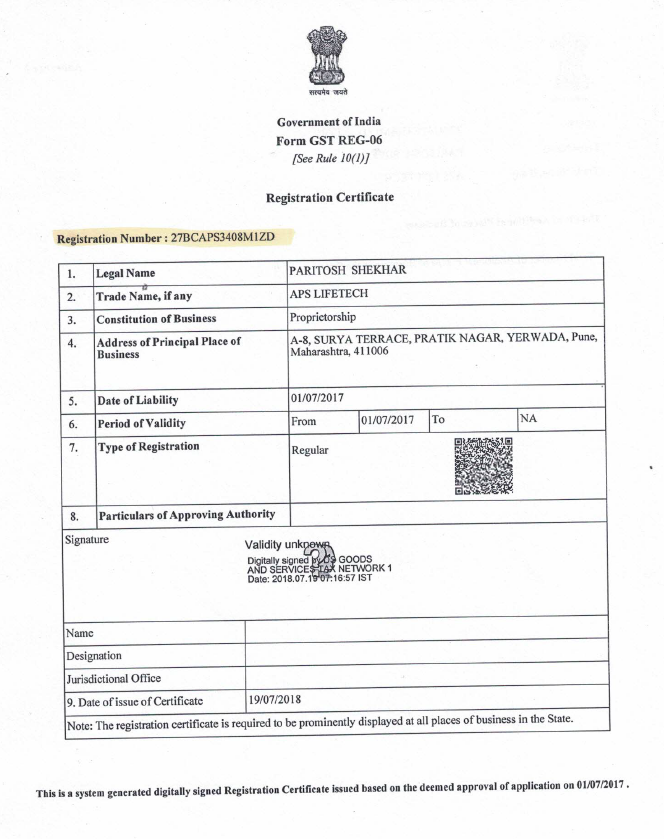 सत्यमेव जयते
Government of India
Form GST REG-06
[See Rule 10(1)]
Registration Certificate
Registration Number : 27BCAPS3408M1ZD
1. Legal Name PARITOSH SHEKHAR
2. Trade Name, if any APS LIFETECH
3. Constitution of Business Proprietorship
4. Address of Principal Place of Business A-8, SURYA TERRACE, PRATIK NAGAR, YERWADA, Pune, Maharashtra, 411006
5. Date of Liability 01/07/2017
6. Period of Validity From 01/07/2017 To NA
7. Type of Registration Regular
8. Particulars of Approving Authority
Signature
Validity unknown
Digitally signed by DS GOODS
AND SERVICES TAX NETWORK 1
Date: 2018.07.19 07:16:57 IST
Name
Designation
Jurisdictional Office
9. Date of issue of Certificate 19/07/2018
Note: The registration certificate is required to be prominently displayed at all places of business in the State.
This is a system generated digitally signed Registration Certificate issued based on the deemed approval of application on 01/07/2017 .